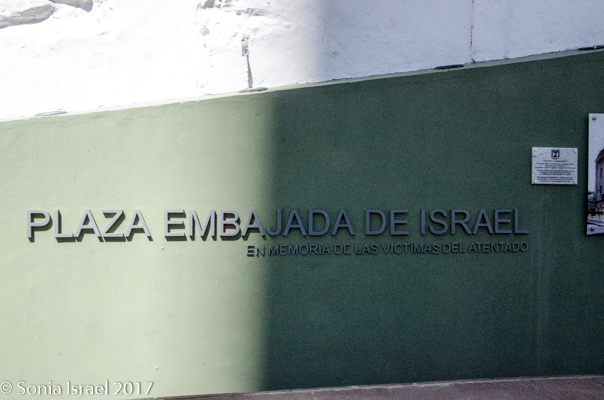 PLAZA EMBAJADA DE ISRAEL
EN MEMORIA DE LAS VICTIMAS DEL ATENTADO
© Sonia Israel 2017